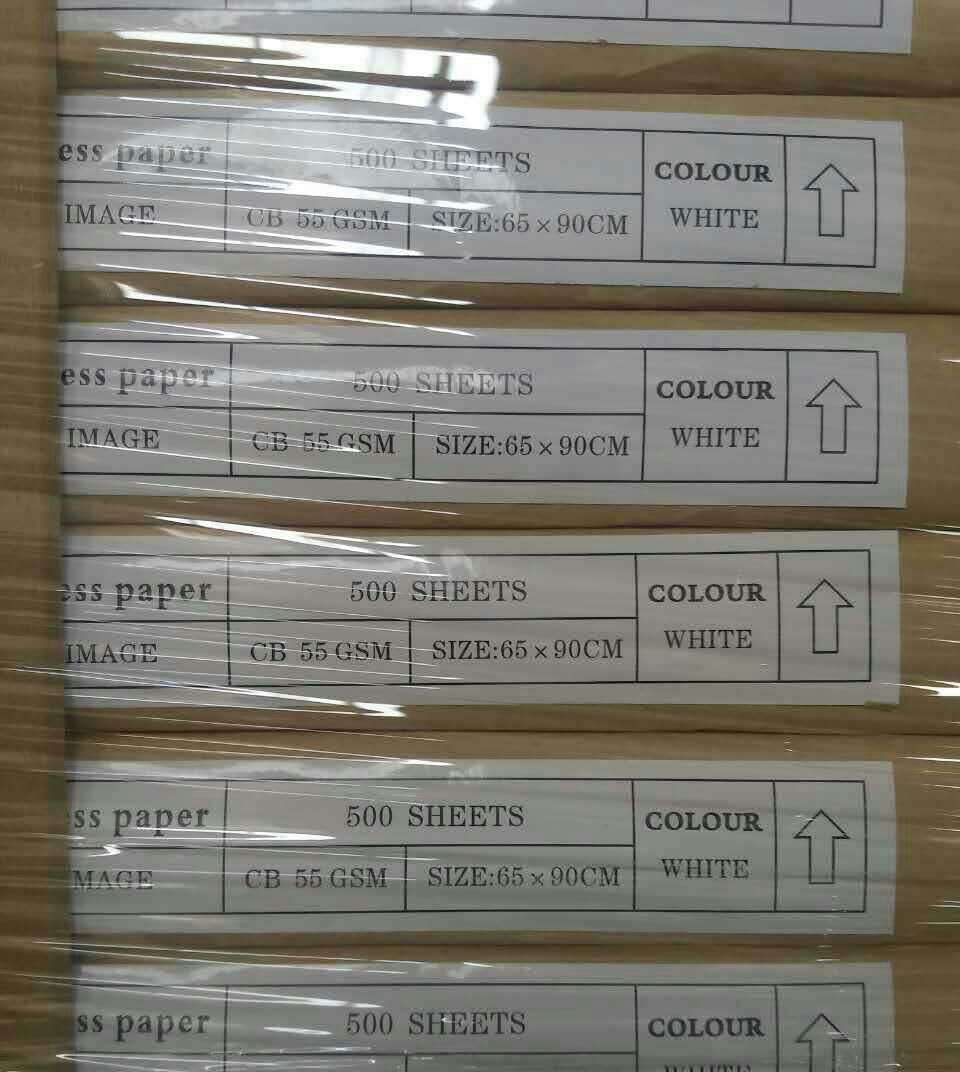 ess paper 500 SHEETS COLOUR
IMAGE CB 55 GSM SIZE:65×90CM WHITE
ess paper 500 SHEETS COLOUR
IMAGE CB 55 GSM SIZE:65×90CM WHITE
ess paper 500 SHEETS COLOUR
IMAGE CB 55 GSM SIZE:65×90CM WHITE
ss paper 500 SHEETS COLOUR
MAGE CB 55 GSM SIZE:65×90CM WHITE
ss paper 500 SHEETS COLOUR